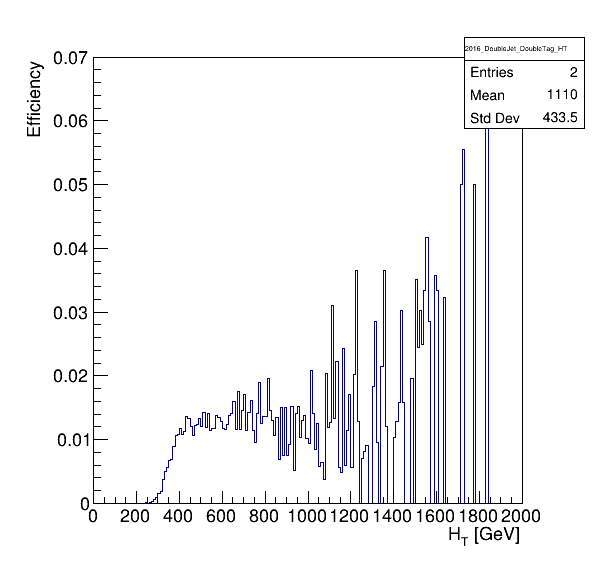 2016_DoubleJet_DoubleTag_HT
Entries 2
Mean 1110
Std Dev 433.5
Efficiency
0.07
0.06
0.05
0.04
0.03
0.02
0.01
0
0 200 400 600 800 1000 1200 1400 1600 1800 2000
H_T [GeV]